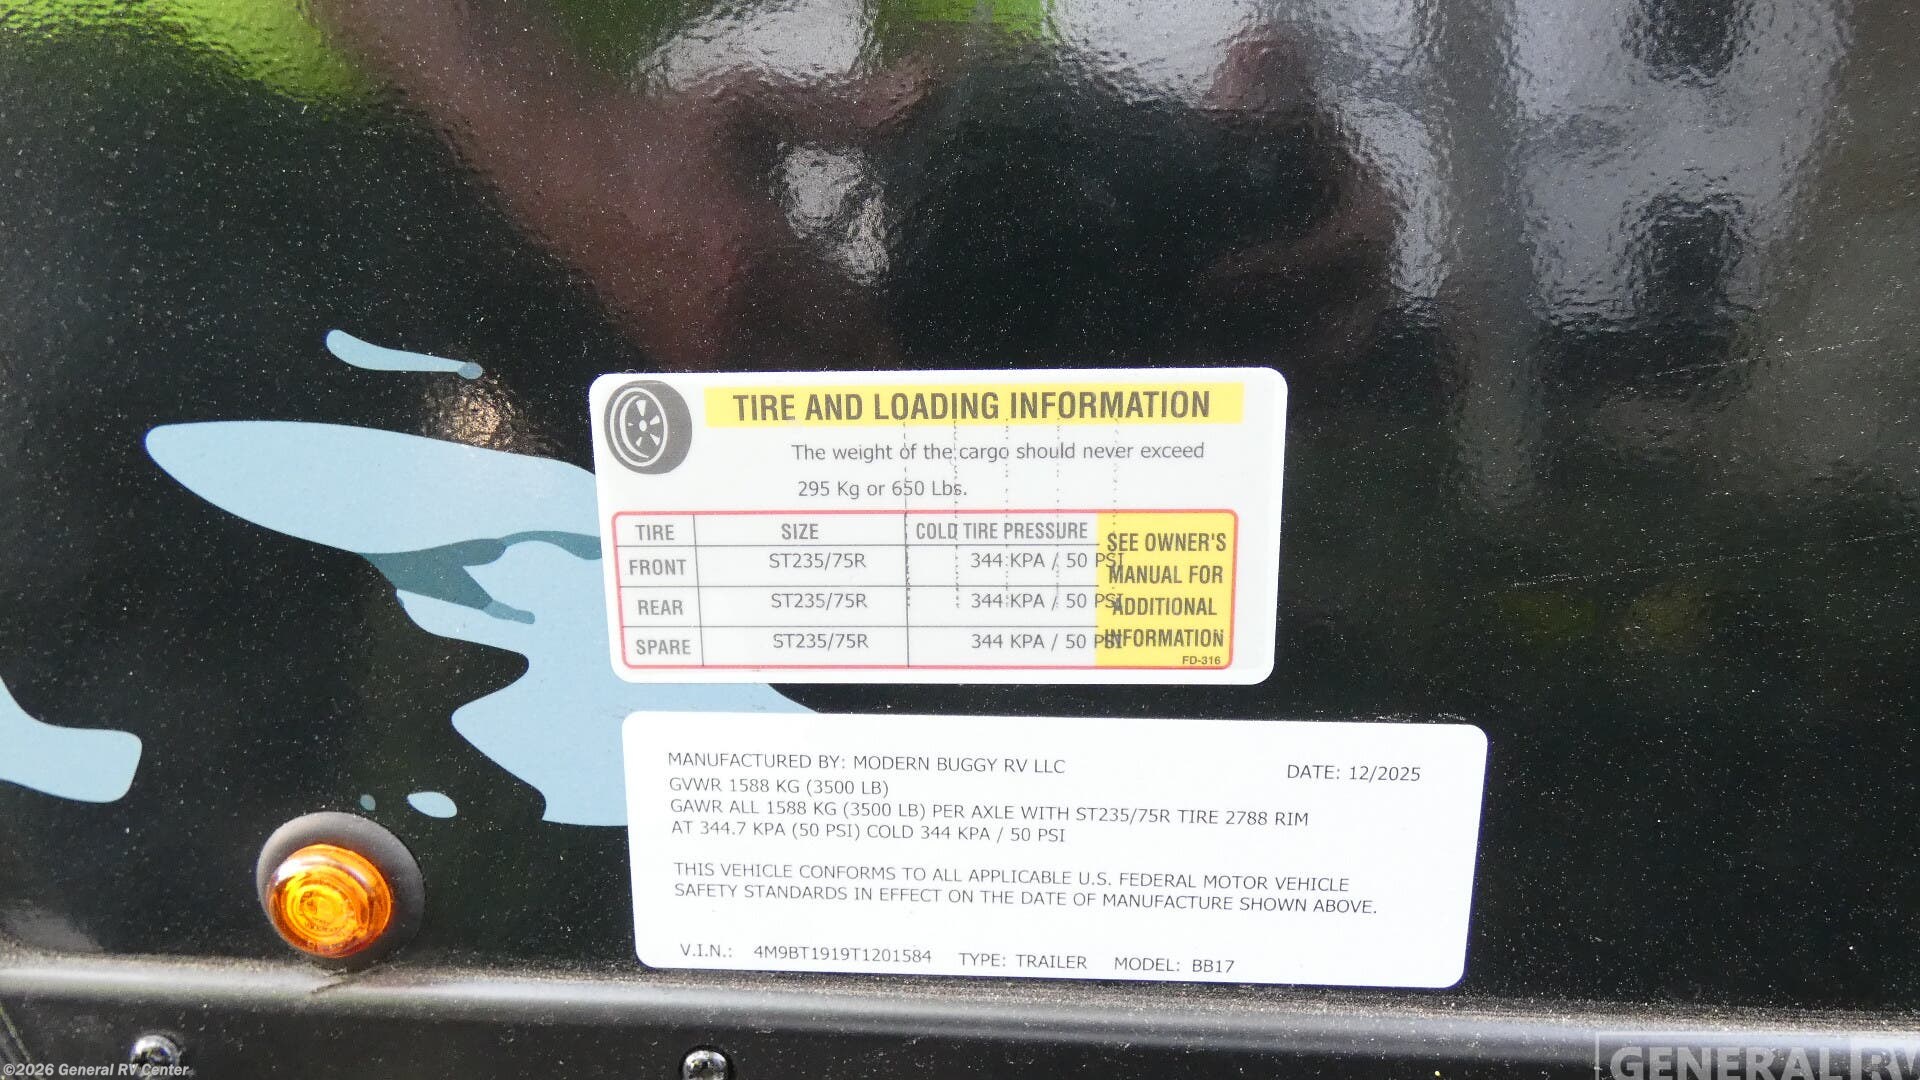 TIRE AND LOADING INFORMATION
The weight of the cargo should never exceed
295 Kg or 650 Lbs.
TIRE SIZE COLD TIRE PRESSURE
FRONT ST235/75R 344 KPA / 50 PSI
REAR ST235/75R 344 KPA / 50 PSI
SPARE ST235/75R 344 KPA / 50 PSI
SEE OWNER'S
MANUAL FOR
ADDITIONAL
INFORMATION
FD-316
MANUFACTURED BY: MODERN BUGGY RV LLC DATE: 12/2025
GVWR 1588 KG (3500 LB)
GAWR ALL 1588 KG (3500 LB) PER AXLE WITH ST235/75R TIRE 2788 RIM
AT 344.7 KPA (50 PSI) COLD 344 KPA / 50 PSI
THIS VEHICLE CONFORMS TO ALL APPLICABLE U.S. FEDERAL MOTOR VEHICLE
SAFETY STANDARDS IN EFFECT ON THE DATE OF MANUFACTURE SHOWN ABOVE.
V.I.N.: 4M9BT1919T1201584 TYPE: TRAILER MODEL: BB17
©2026 General RV Center
GENERAL RV